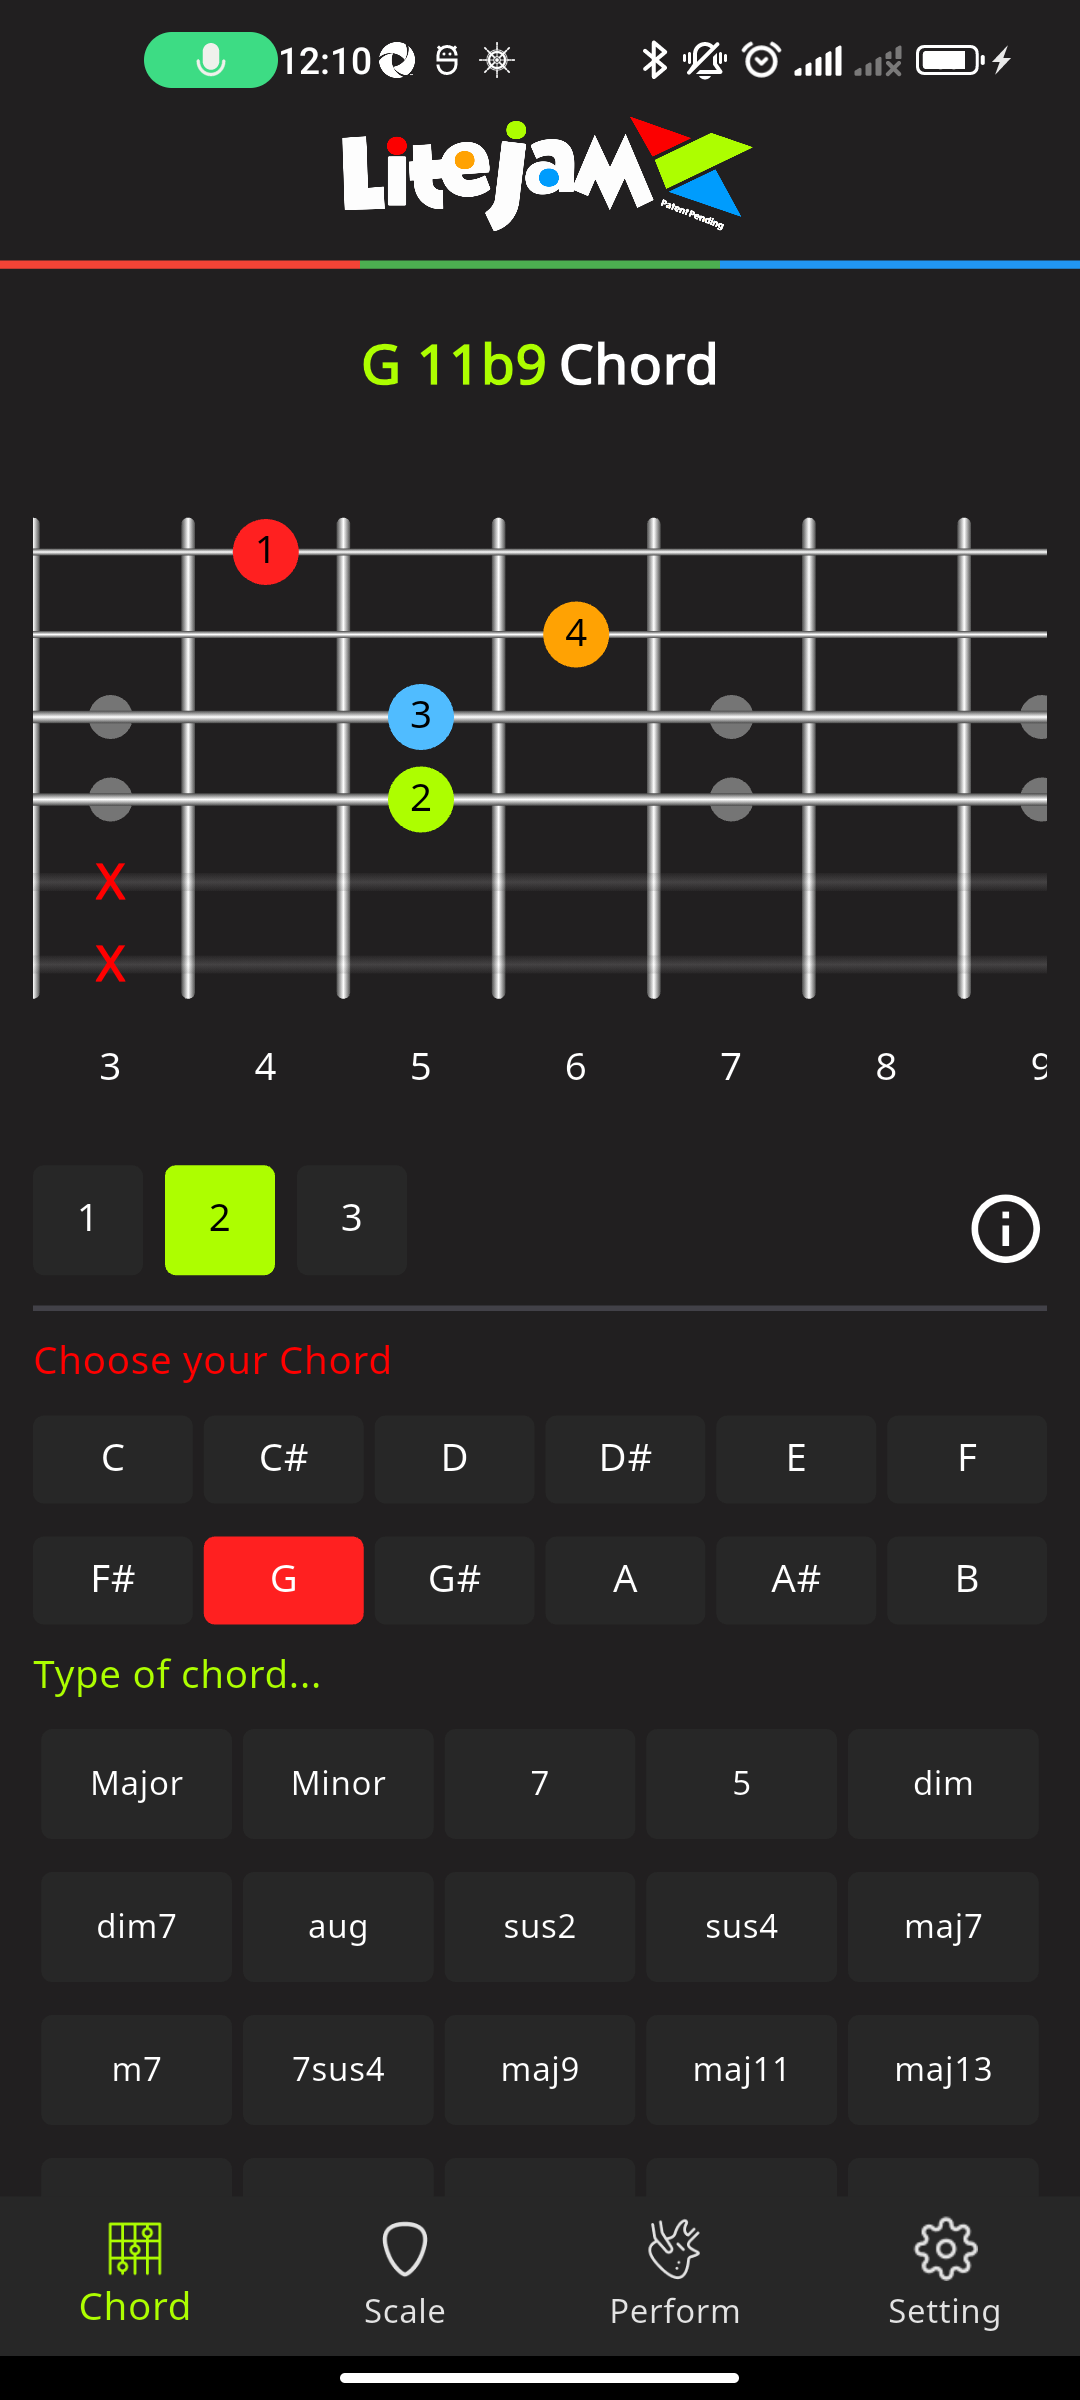 12:10
Litejam
Patent Pending
G 11b9 Chord
1
4
3
2
X
X
3 4 5 6 7 8 9
1 2 3
Choose your Chord
C C# D D# E F
F# G G# A A# B
Type of chord...
Major Minor 7 5 dim
dim7 aug sus2 sus4 maj7
m7 7sus4 maj9 maj11 maj13
Chord Scale Perform Setting